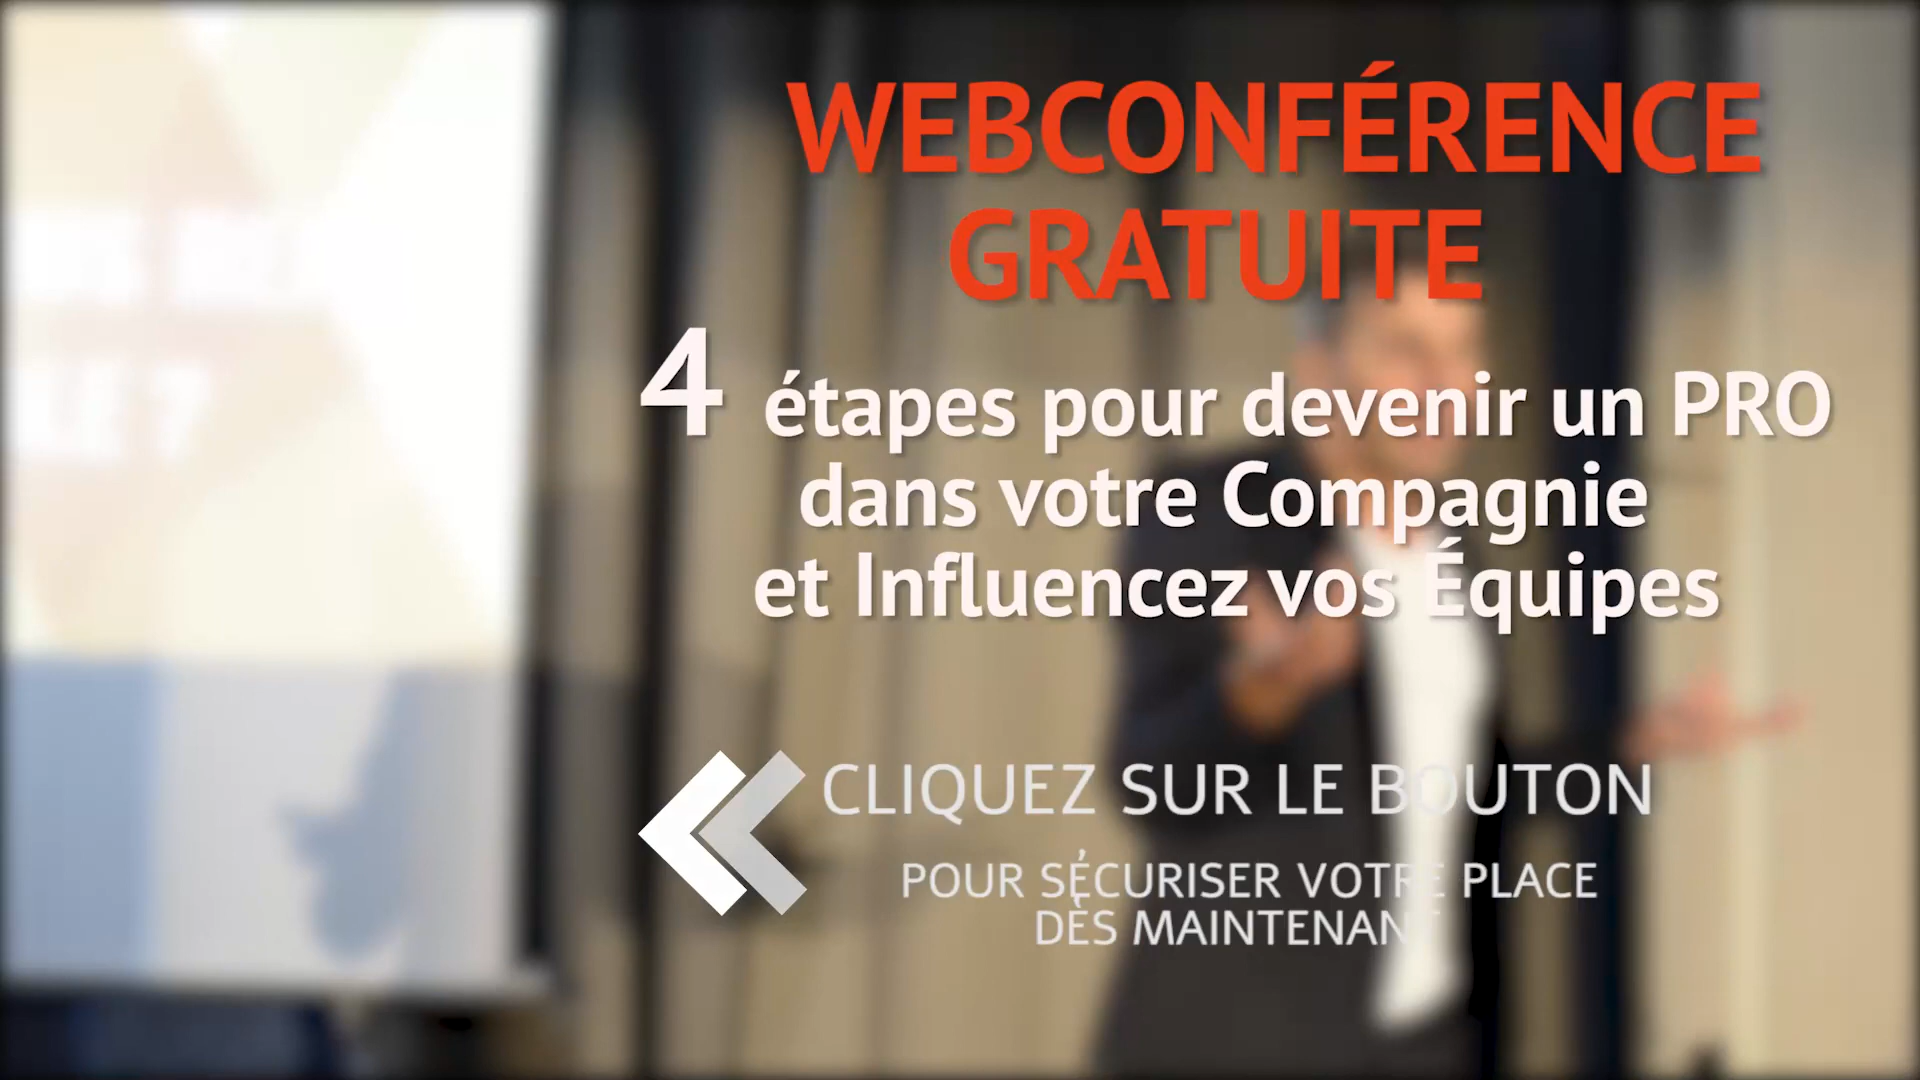 WEBCONFÉRENCE
GRATUITE
4 étapes pour devenir un PRO
dans votre Compagnie
et Influencez vos Équipes
CLIQUEZ SUR LE BOUTON
POUR SÉCURISER VOTRE PLACE
DÈS MAINTENANT